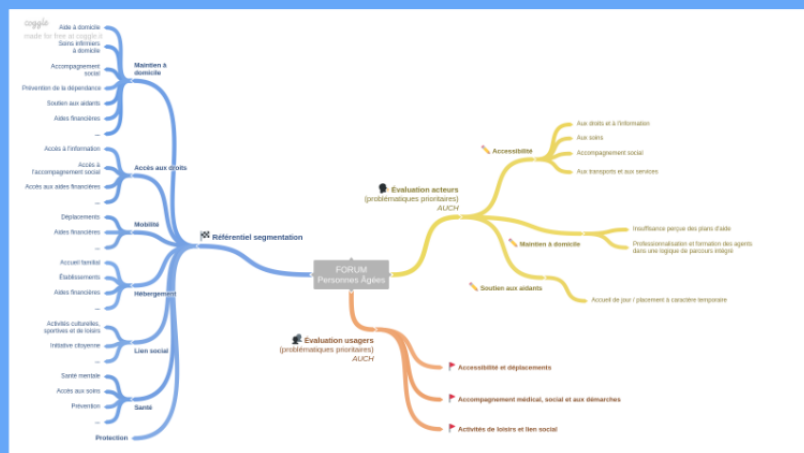 coggle
made for free at coggle.it
Aide à domicile
Soins infirmiers
à domicile
Accompagnement
social
Prévention de la dépendance
Soutien aux aidants
Aides financières
...
Maintien à
domicile
Accès à l'information
Accès à
l'accompagnement social
Accès aux aides financières
...
Accès aux droits
Déplacements
Aides financières
...
Mobilité
Accueil familial
Établissements
Aides financières
...
Hébergement
Activités culturelles,
sportives et de loisirs
Initiative citoyenne
...
Lien social
Santé mentale
Accès aux soins
Prévention
...
Santé
Protection
Référentiel segmentation
FORUM
Personnes Âgées
Évaluation acteurs
(problématiques prioritaires)
AUCH
Accessibilité
Aux droits et à l'information
Aux soins
Accompagnement social
Aux transports et aux services
Maintien à domicile
Insuffisance perçue des plans d'aide
Professionnalisation et formation des agents
dans une logique de parcours intégré
Soutien aux aidants
Accueil de jour / placement à caractère temporaire
Évaluation usagers
(problématiques prioritaires)
AUCH
Accessibilité et déplacements
Accompagnement médical, social et aux démarches
Activités de loisirs et lien social